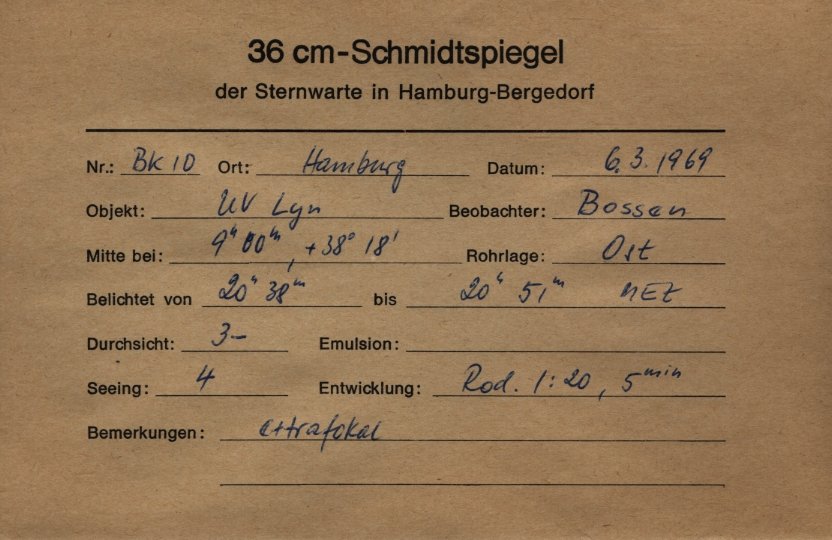 36 cm-Schmidtspiegel
der Sternwarte in Hamburg-Bergedorf
Nr.: BK 10 Ort: Hamburg Datum: 6.3.1969
Objekt: UV Lyn Beobachter: Bossen
Mitte bei: 9ʰ 00ᵐ, +38° 18' Rohrlage: Ost
Belichtet von 20ʰ 38ᵐ bis 20ʰ 51ᵐ MEZ
Durchsicht: 3- Emulsion:
Seeing: 4 Entwicklung: Rod. 1:20, 5ᵐⁱⁿ
Bemerkungen: extrafokal